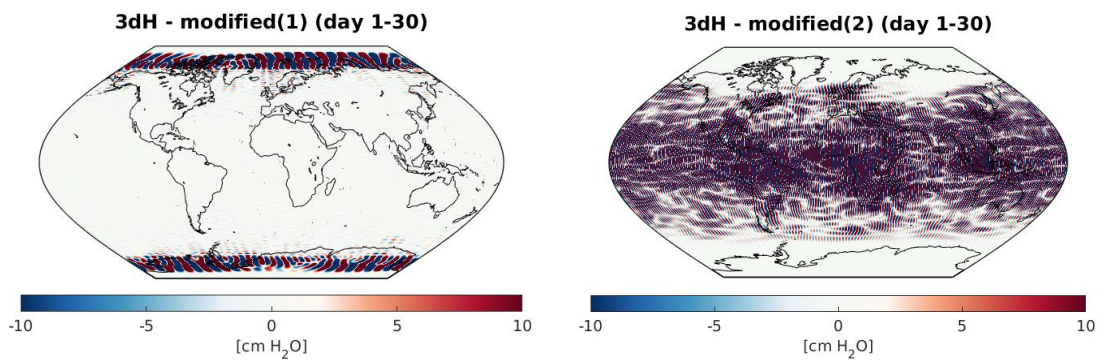 3dH - modified(1) (day 1-30)
3dH - modified(2) (day 1-30)
-10 -5 0 5 10
[cm H₂O]
-10 -5 0 5 10
[cm H₂O]